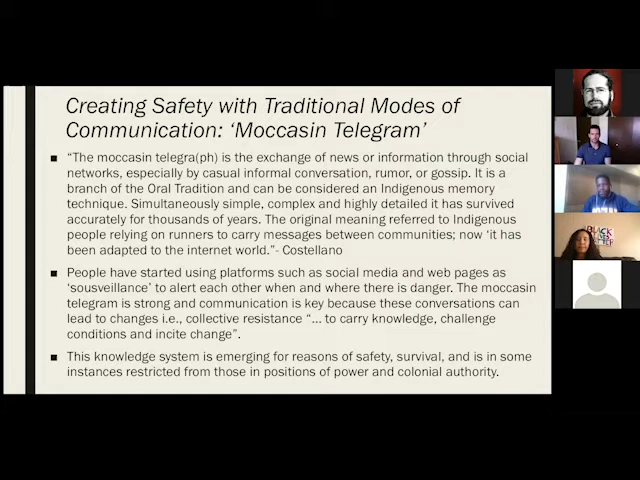 Creating Safety with Traditional Modes of
Communication: ‘Moccasin Telegram’
■ “The moccasin telegra(ph) is the exchange of news or information through social
networks, especially by casual informal conversation, rumor, or gossip. It is a
branch of the Oral Tradition and can be considered an Indigenous memory
technique. Simultaneously simple, complex and highly detailed it has survived
accurately for thousands of years. The original meaning referred to Indigenous
people relying on runners to carry messages between communities; now ‘it has
been adapted to the internet world.”- Costellano
■ People have started using platforms such as social media and web pages as
‘sousveillance’ to alert each other when and where there is danger. The moccasin
telegram is strong and communication is key because these conversations can
lead to changes i.e., collective resistance “... to carry knowledge, challenge
conditions and incite change”.
■ This knowledge system is emerging for reasons of safety, survival, and is in some
instances restricted from those in positions of power and colonial authority.
BLACK